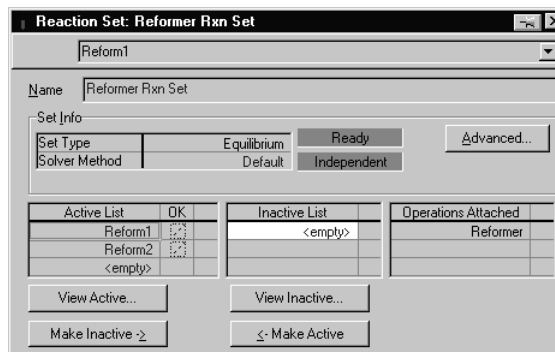 Reaction Set: Reformer Rxn Set
Reform1
Name Reformer Rxn Set
Set Info
Set Type Equilibrium Ready Advanced...
Solver Method Default Independent
Active List OK Inactive List Operations Attached
Reform1 <empty> Reformer
Reform2
<empty>
View Active... View Inactive...
Make Inactive -> <- Make Active